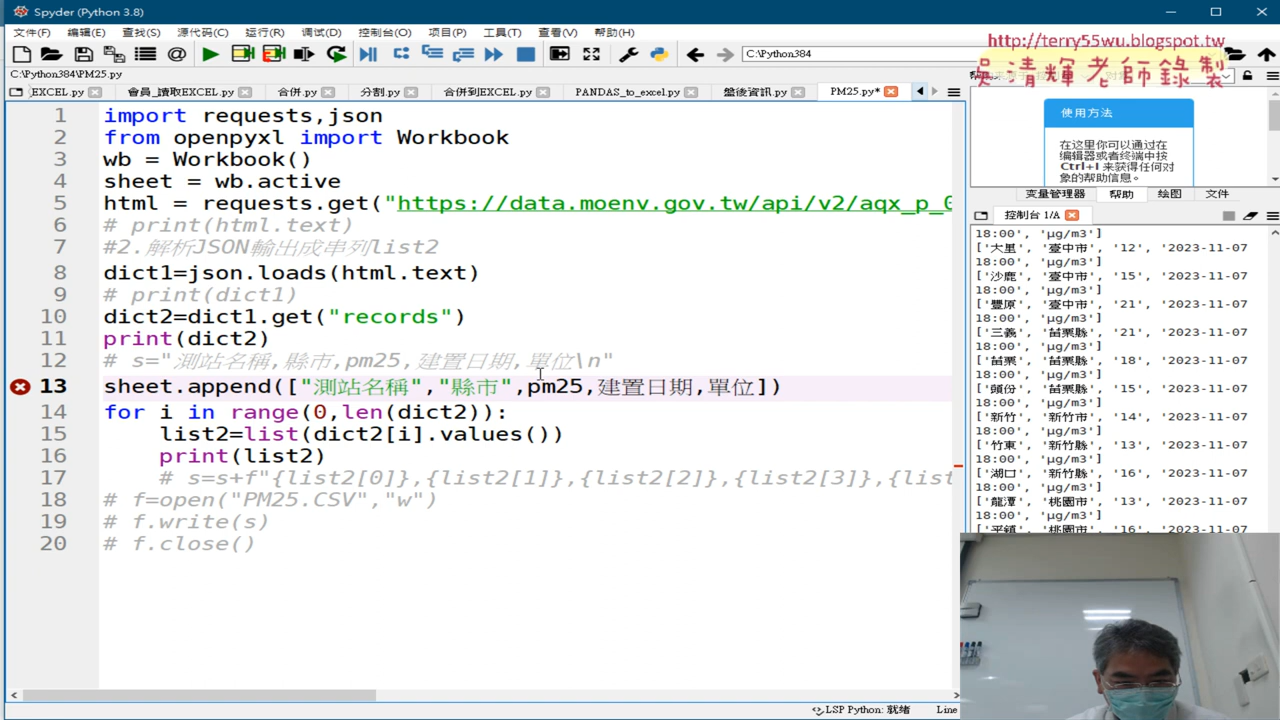 Spyder (Python 3.8)
文件(F) 编辑(E) 查找(S) 源代码(C) 运行(R) 调试(D) 控制台(O) 项目(P) 工具(T) 查看(V) 帮助(H)
http://terry55wu.blogspot.tw
吳清輝老師錄製
C:\Python384
C:\Python384\PM25.py
EXCEL.py 會員_讀取EXCEL.py 合併.py 分割.py 合併到EXCEL.py PANDAS_to_excel.py 盤後資訊.py PM25.py*
1 import requests,json
2 from openpyxl import Workbook
3 wb = Workbook()
4 sheet = wb.active
5 html = requests.get("https://data.moenv.gov.tw/api/v2/aqx_p_0
6 # print(html.text)
7 #2.解析JSON輸出成串列list2
8 dict1=json.loads(html.text)
9 # print(dict1)
10 dict2=dict1.get("records")
11 print(dict2)
12 # s="測站名稱,縣市,pm25,建置日期,單位\n"
13 sheet.append(["測站名稱","縣市",pm25,建置日期,單位])
14 for i in range(0,len(dict2)):
15 list2=list(dict2[i].values())
16 print(list2)
17 # s=s+f"{list2[0]},{list2[1]},{list2[2]},{list2[3]},{list
18 # f=open("PM25.CSV","w")
19 # f.write(s)
20 # f.close()
使用方法
在这里你可以通过在
编辑器或者终端中按
Ctrl+I 来获得任何对
象的帮助信息。
变量管理器 帮助 绘图 文件
控制台 1/A
18:00', 'μg/m3']
['大里', '臺中市', '12', '2023-11-07
18:00', 'μg/m3']
['沙鹿', '臺中市', '15', '2023-11-07
18:00', 'μg/m3']
['豐原', '臺中市', '21', '2023-11-07
18:00', 'μg/m3']
['三義', '苗栗縣', '21', '2023-11-07
18:00', 'μg/m3']
['苗栗', '苗栗縣', '18', '2023-11-07
18:00', 'μg/m3']
['頭份', '苗栗縣', '15', '2023-11-07
18:00', 'μg/m3']
['新竹', '新竹市', '14', '2023-11-07
18:00', 'μg/m3']
['竹東', '新竹縣', '13', '2023-11-07
18:00', 'μg/m3']
['湖口', '新竹縣', '16', '2023-11-07
18:00', 'μg/m3']
['龍潭', '桃園市', '13', '2023-11-07
18:00', 'μg/m3']
['平鎮', '桃園市', '16', '2023-11-07
LSP Python: 就绪 Line